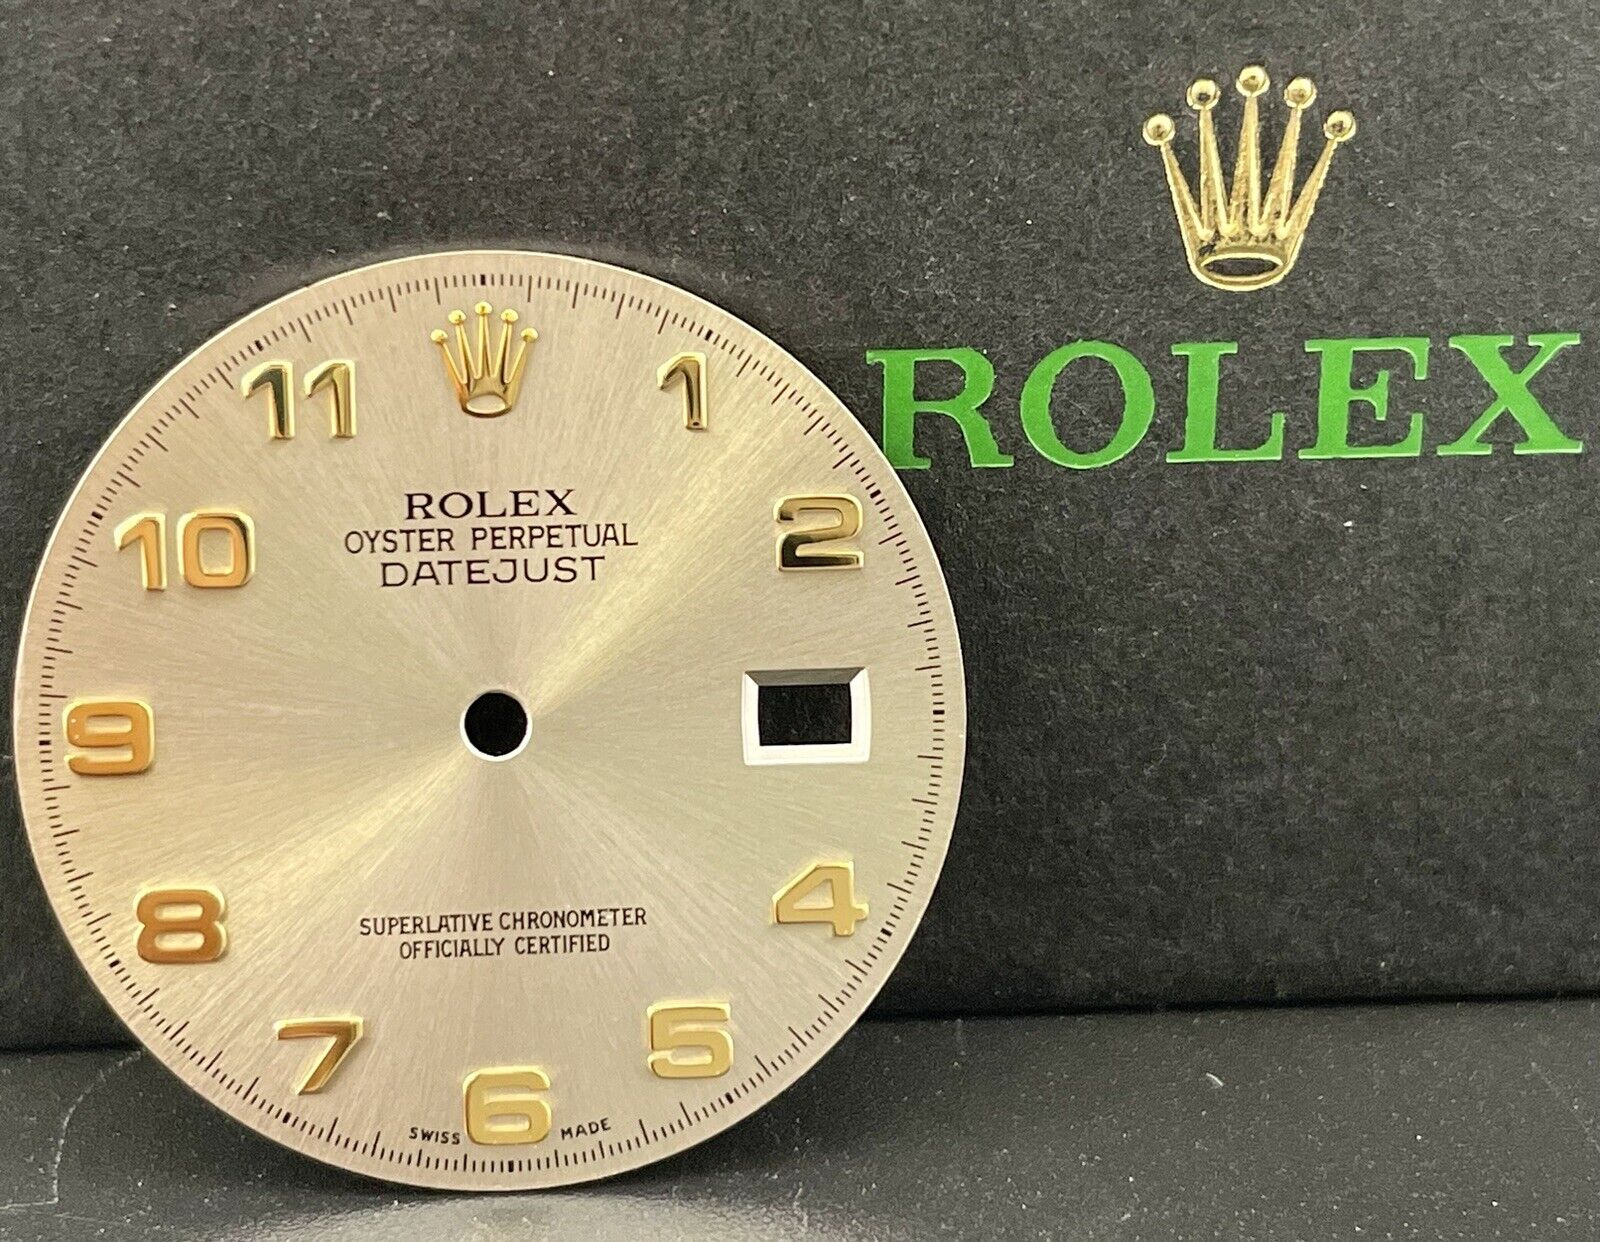 ROLEX
11
1
10
2
ROLEX
OYSTER PERPETUAL
DATEJUST
9
8
4
SUPERLATIVE CHRONOMETER
OFFICIALLY CERTIFIED
7
5
6
SWISS MADE